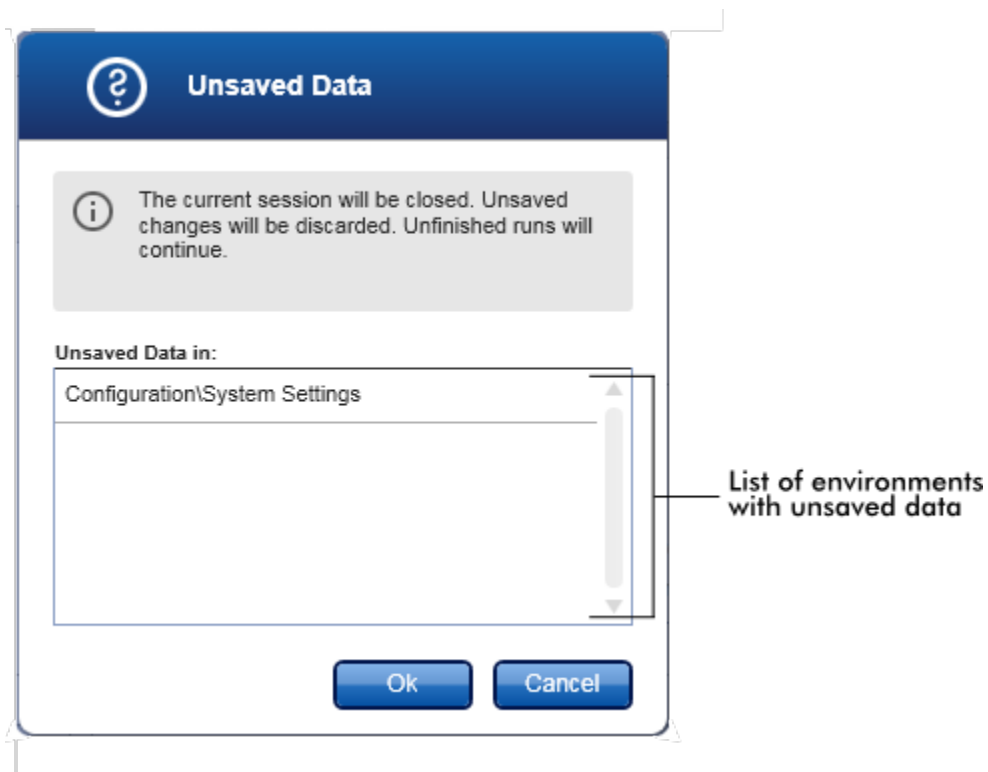 Unsaved Data
The current session will be closed. Unsaved
changes will be discarded. Unfinished runs will
continue.
Unsaved Data in:
Configuration\System Settings
List of environments
with unsaved data
Ok
Cancel